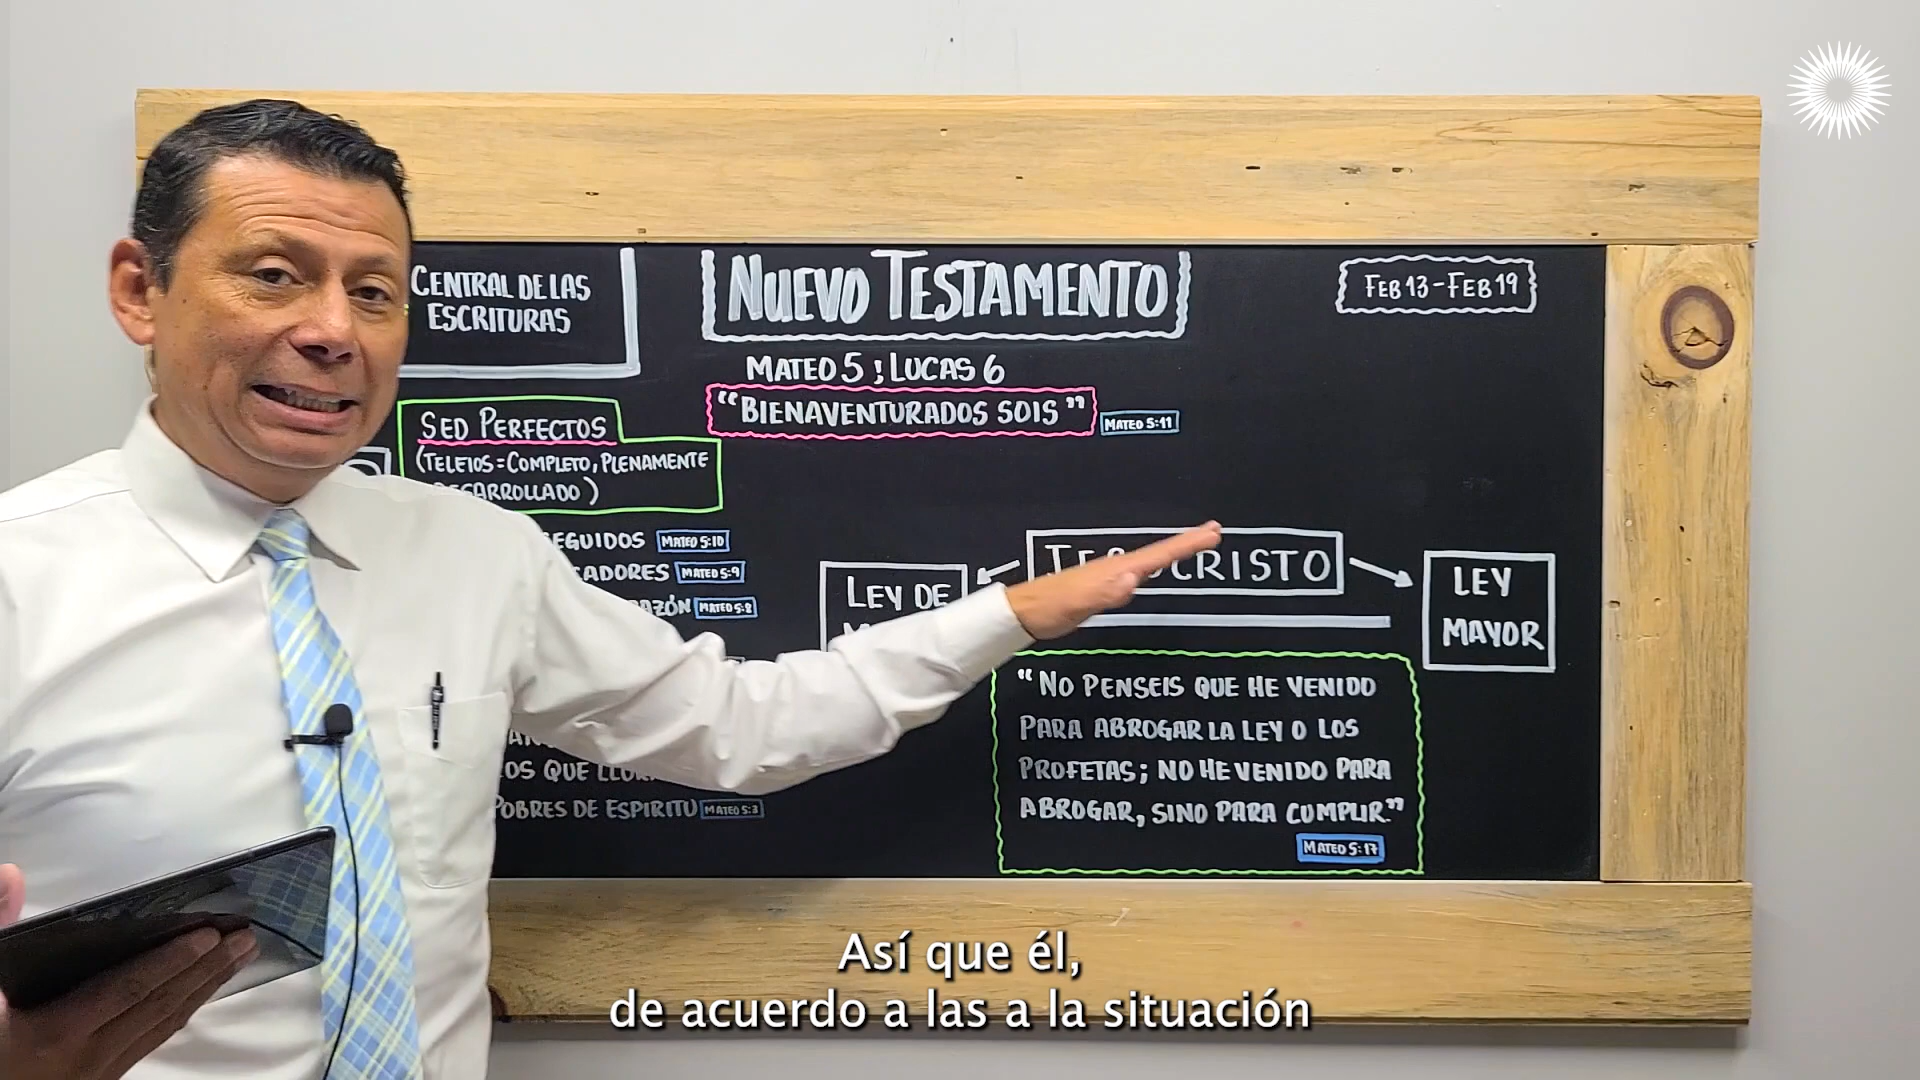 CENTRAL DE LAS
ESCRITURAS
NUEVO TESTAMENTO
FEB 13 - FEB 19
MATEO 5 ; LUCAS 6
"BIENAVENTURADOS SOIS"
MATEO 5:11
SED PERFECTOS
(TELEIOS = COMPLETO, PLENAMENTE
MATEO 5:10
MATEO 5:9
MATEO 5:8
POBRES DE ESPIRITU MATEO 5:3
LEY DE
LEY
MAYOR
"NO PENSEIS QUE HE VENIDO
PARA ABROGAR LA LEY O LOS
PROFETAS; NO HE VENIDO PARA
ABROGAR, SINO PARA CUMPLIR."
MATEO 5:17
Así que él,
de acuerdo a las a la situación